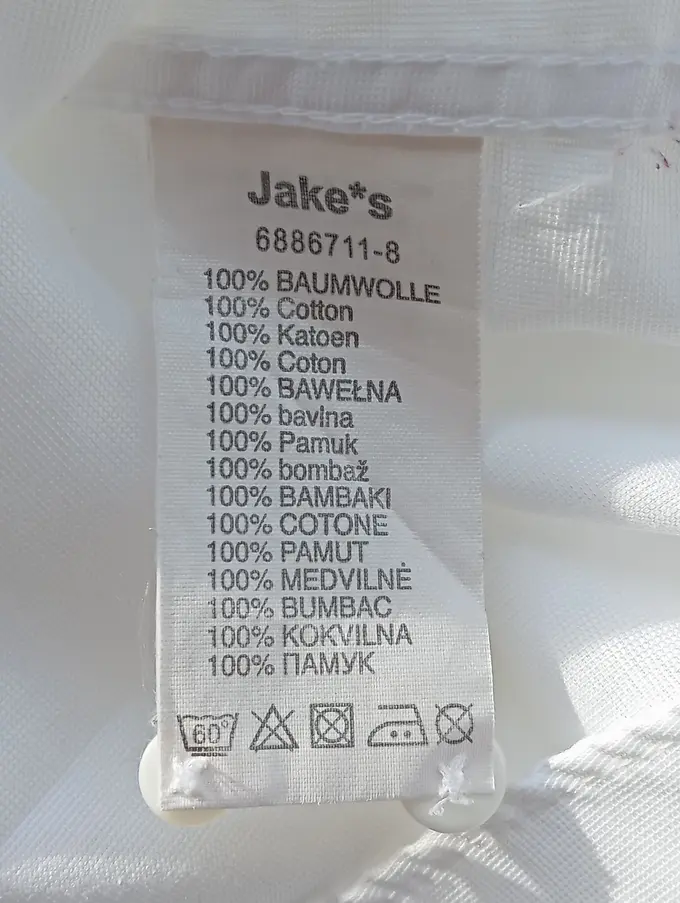 Jake*s
6886711-8
100% BAUMWOLLE
100% Cotton
100% Katoen
100% Coton
100% BAWEŁNA
100% bavlna
100% Pamuk
100% bombaž
100% BAMBAKI
100% COTONE
100% PAMUT
100% MEDVILNĖ
100% BUMBAC
100% KOKVILNA
100% ПАМУК
60°